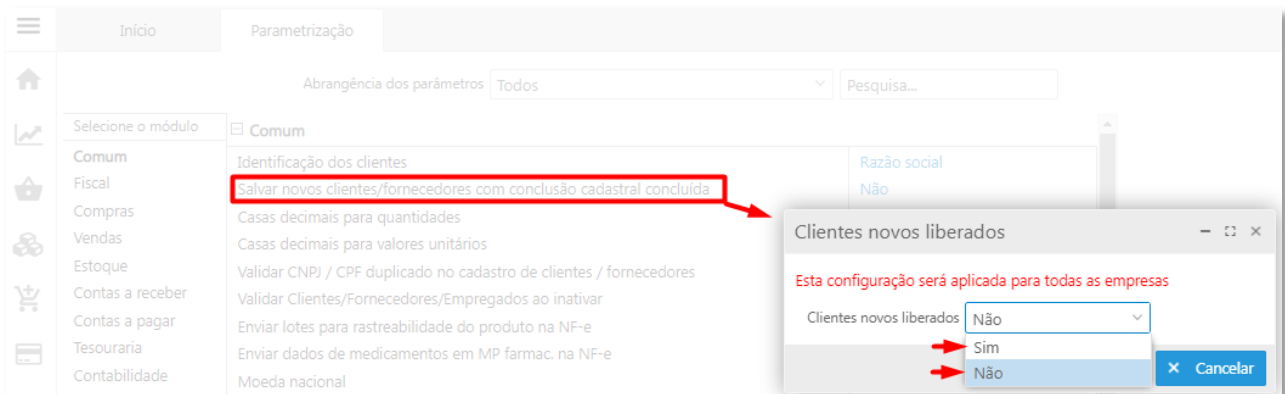 Início
Parametrização
Abrangência dos parâmetros Todos Pesquisa...
Selecione o módulo
Comum
Fiscal
Compras
Vendas
Estoque
Contas a receber
Contas a pagar
Tesouraria
Contabilidade
Comum
Identificação dos clientes Razão social
Salvar novos clientes/fornecedores com conclusão cadastral concluída Não
Casas decimais para quantidades
Casas decimais para valores unitários
Validar CNPJ / CPF duplicado no cadastro de clientes / fornecedores
Validar Clientes/Fornecedores/Empregados ao inativar
Enviar lotes para rastreabilidade do produto na NF-e
Enviar dados de medicamentos em MP farmac. na NF-e
Moeda nacional
Clientes novos liberados
Esta configuração será aplicada para todas as empresas
Clientes novos liberados Não
Sim
Não
Cancelar